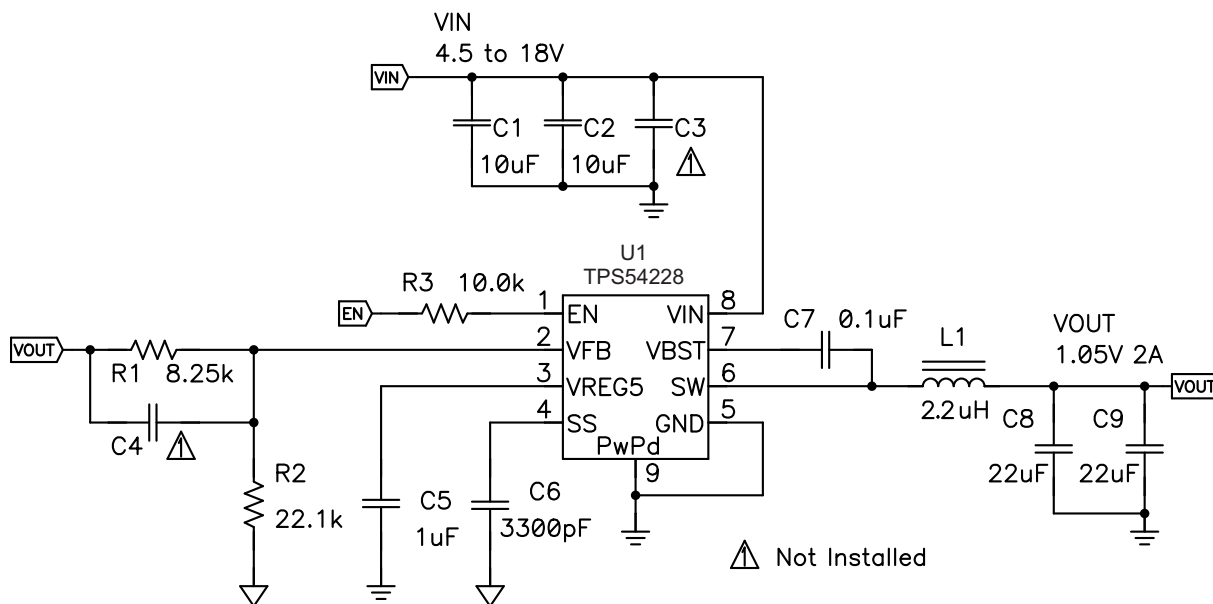 VIN
4.5 to 18V
VIN
C1
C2
C3
10uF
10uF
1
U1
TPS54228
R3 10.0k
EN
1
EN
VIN
8
C7
0.1uF
VOUT
R1
8.25k
2
VFB
VBST
7
L1
VOUT
1.05V 2A
3
VREG5
SW
6
2.2uH
VOUT
C4
1
4
SS
GND
5
C8
C9
PwPd
9
22uF
22uF
R2
22.1k
C5
1uF
C6
3300pF
1 Not Installed